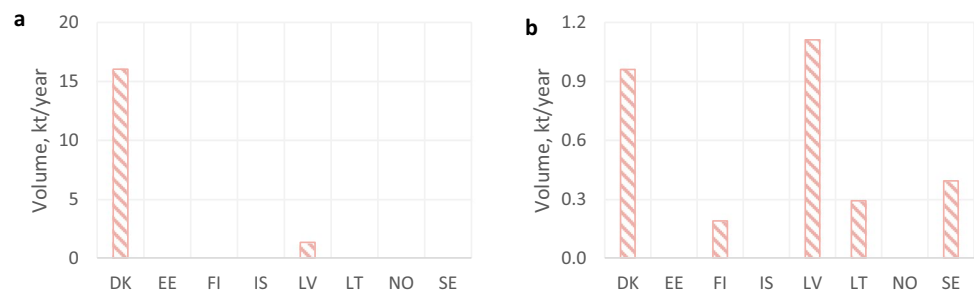 a
Volume, kt/year
20
15
10
5
0
DK EE FI IS LV LT NO SE
b
Volume, kt/year
1.2
0.9
0.6
0.3
0.0
DK EE FI IS LV LT NO SE